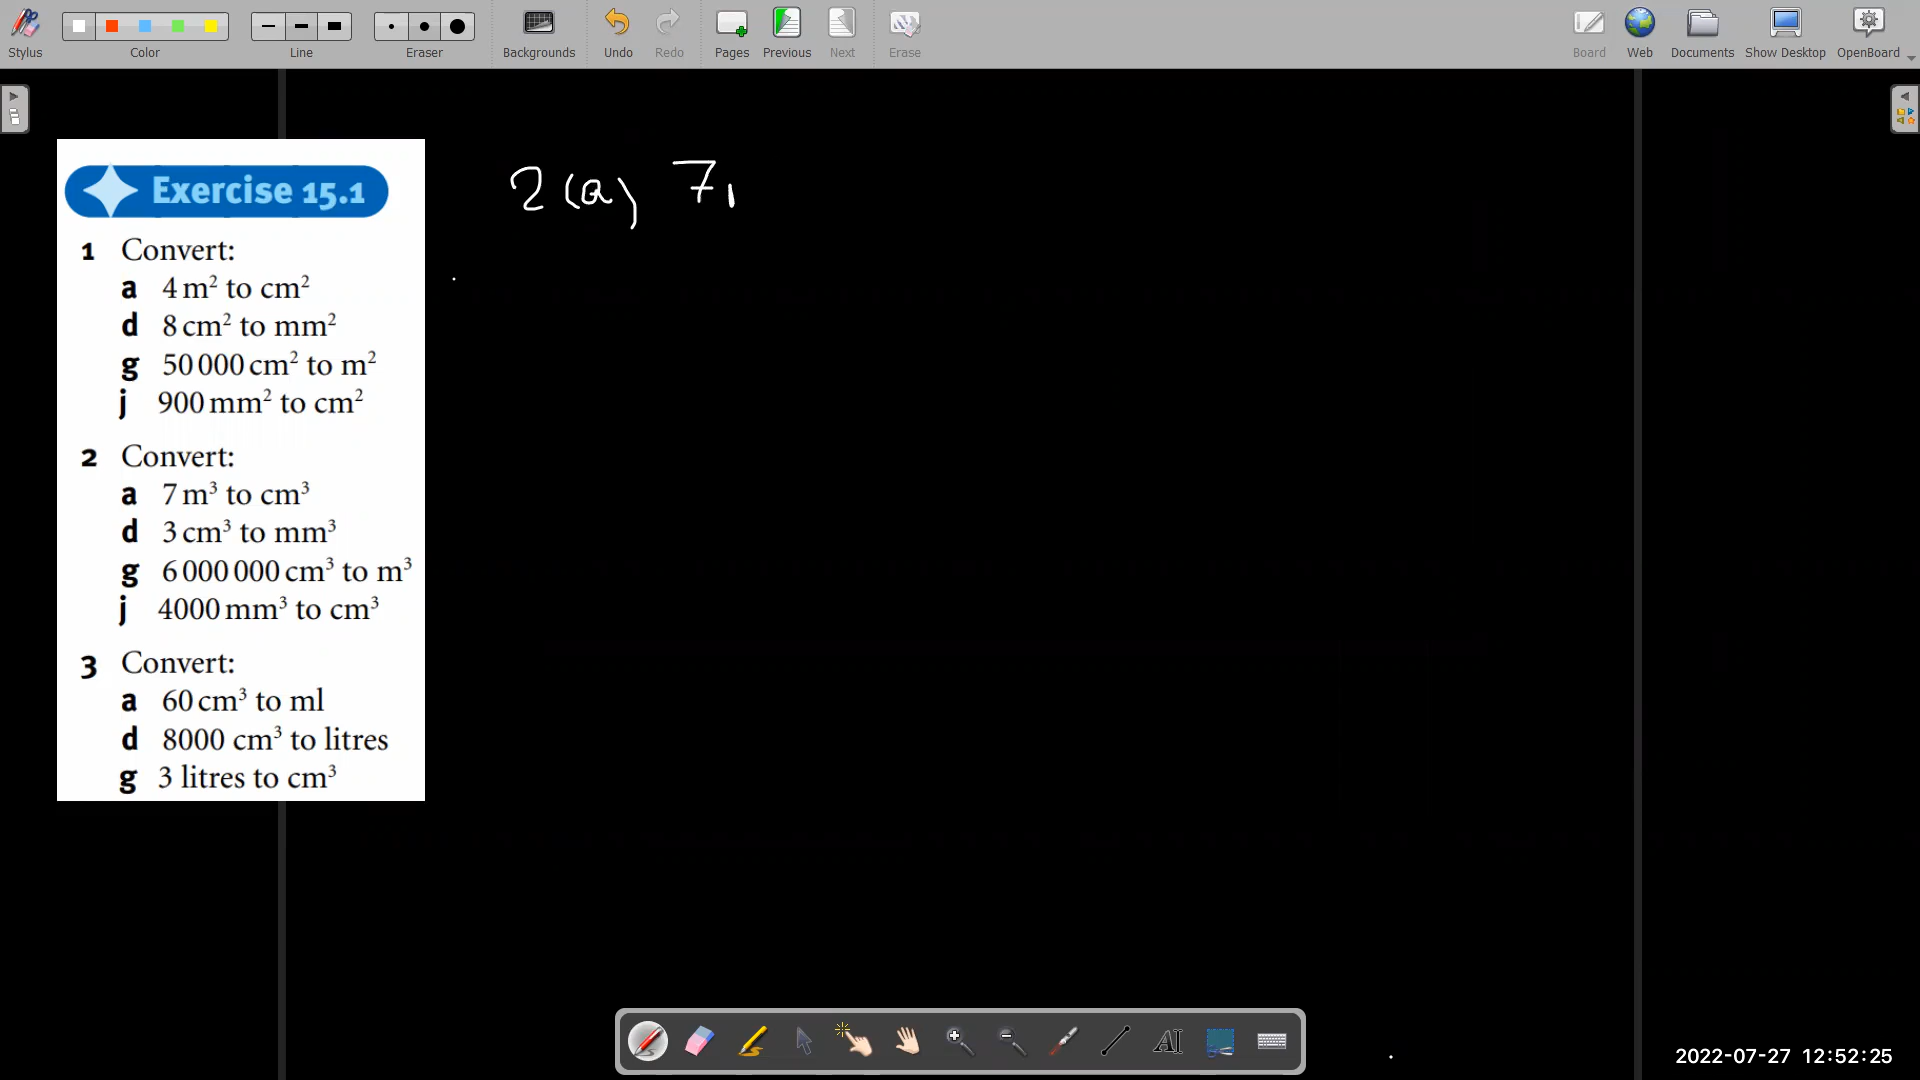 Stylus Color Line Eraser Backgrounds Undo Redo Pages Previous Next Erase Board Web Documents Show Desktop OpenBoard
Exercise 15.1
1 Convert:
a 4 m² to cm²
d 8 cm² to mm²
g 50 000 cm² to m²
j 900 mm² to cm²
2 Convert:
a 7 m³ to cm³
d 3 cm³ to mm³
g 6 000 000 cm³ to m³
j 4000 mm³ to cm³
3 Convert:
a 60 cm³ to ml
d 8000 cm³ to litres
g 3 litres to cm³
2 (a) 7
AI
2022-07-27 12:52:25